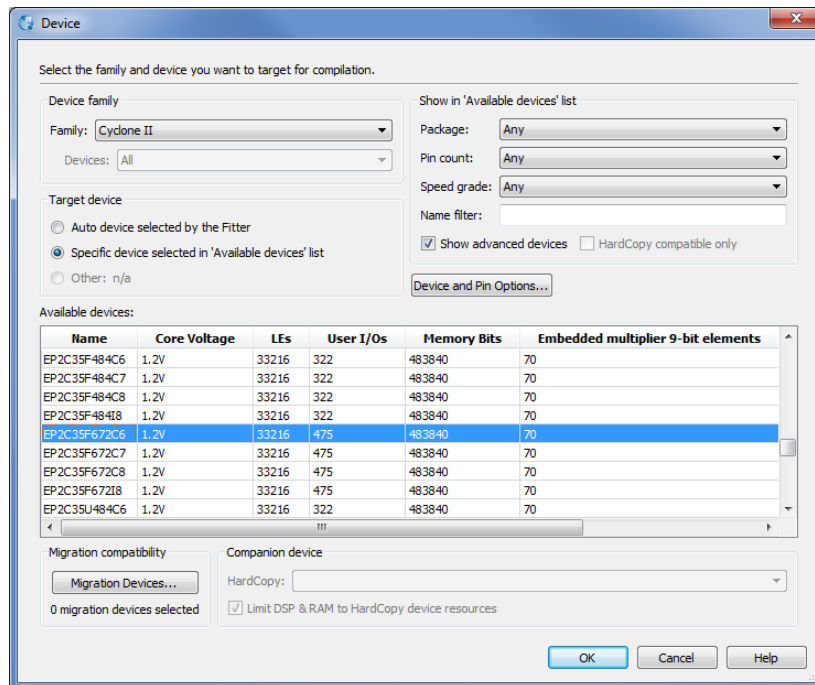 Device
Select the family and device you want to target for compilation.
Device family
Family: Cyclone II
Devices: All
Target device
Auto device selected by the Fitter
Specific device selected in 'Available devices' list
Other: n/a
Show in 'Available devices' list
Package: Any
Pin count: Any
Speed grade: Any
Name filter:
Show advanced devices HardCopy compatible only
Device and Pin Options...
Available devices:
Name Core Voltage LEs User I/Os Memory Bits Embedded multiplier 9-bit elements
EP2C35F484C6 1.2V 33216 322 483840 70
EP2C35F484C7 1.2V 33216 322 483840 70
EP2C35F484C8 1.2V 33216 322 483840 70
EP2C35F484I8 1.2V 33216 322 483840 70
EP2C35F672C6 1.2V 33216 475 483840 70
EP2C35F672C7 1.2V 33216 475 483840 70
EP2C35F672C8 1.2V 33216 475 483840 70
EP2C35F672I8 1.2V 33216 475 483840 70
EP2C35U484C6 1.2V 33216 322 483840 70
Migration compatibility
Migration Devices...
0 migration devices selected
Companion device
HardCopy:
Limit DSP & RAM to HardCopy device resources
OK Cancel Help